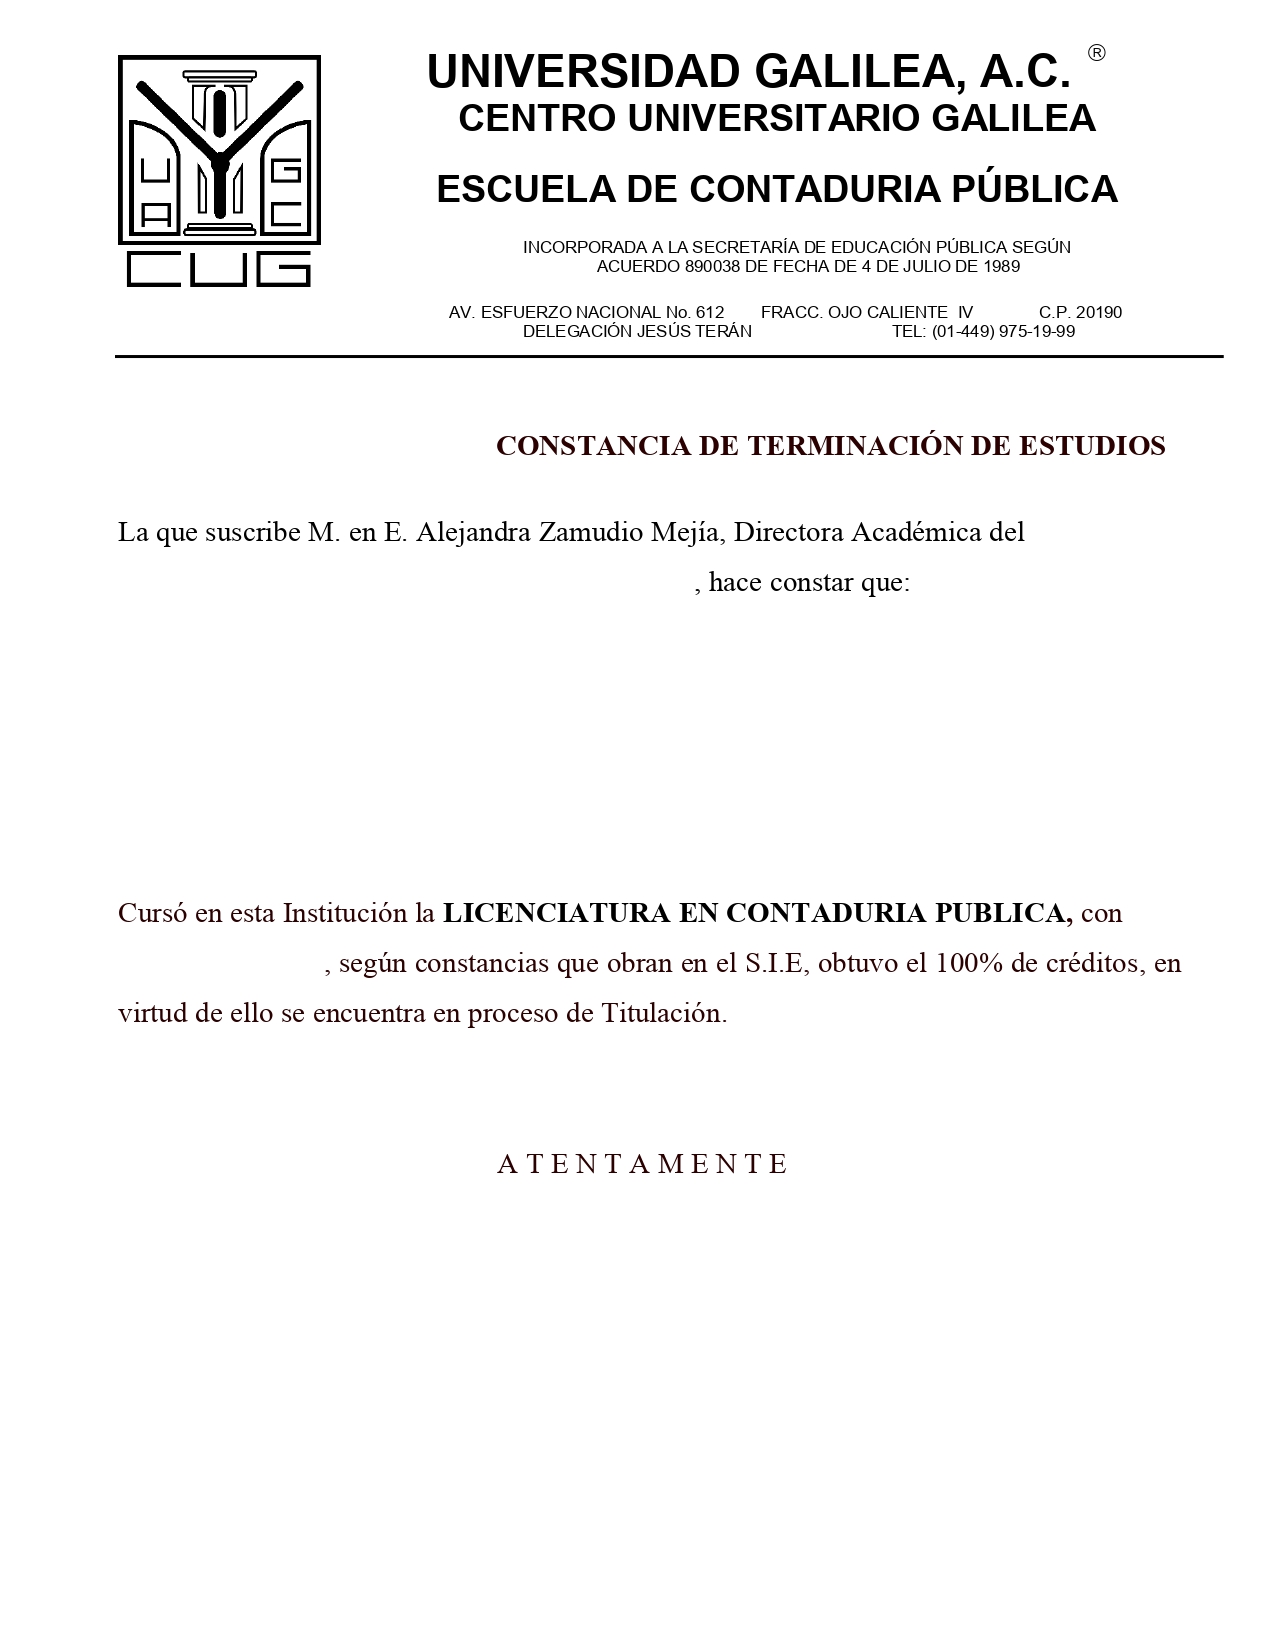 UNIVERSIDAD GALILEA, A.C. ®
CENTRO UNIVERSITARIO GALILEA
ESCUELA DE CONTADURIA PÚBLICA
INCORPORADA A LA SECRETARÍA DE EDUCACIÓN PÚBLICA SEGÚN
ACUERDO 890038 DE FECHA DE 4 DE JULIO DE 1989
AV. ESFUERZO NACIONAL No. 612 FRACC. OJO CALIENTE IV C.P. 20190
DELEGACIÓN JESÚS TERÁN TEL: (01-449) 975-19-99
U G
A C
CUG
CONSTANCIA DE TERMINACIÓN DE ESTUDIOS
La que suscribe M. en E. Alejandra Zamudio Mejía, Directora Académica del
, hace constar que:
Cursó en esta Institución la LICENCIATURA EN CONTADURIA PUBLICA, con
, según constancias que obran en el S.I.E, obtuvo el 100% de créditos, en
virtud de ello se encuentra en proceso de Titulación.
A T E N T A M E N T E